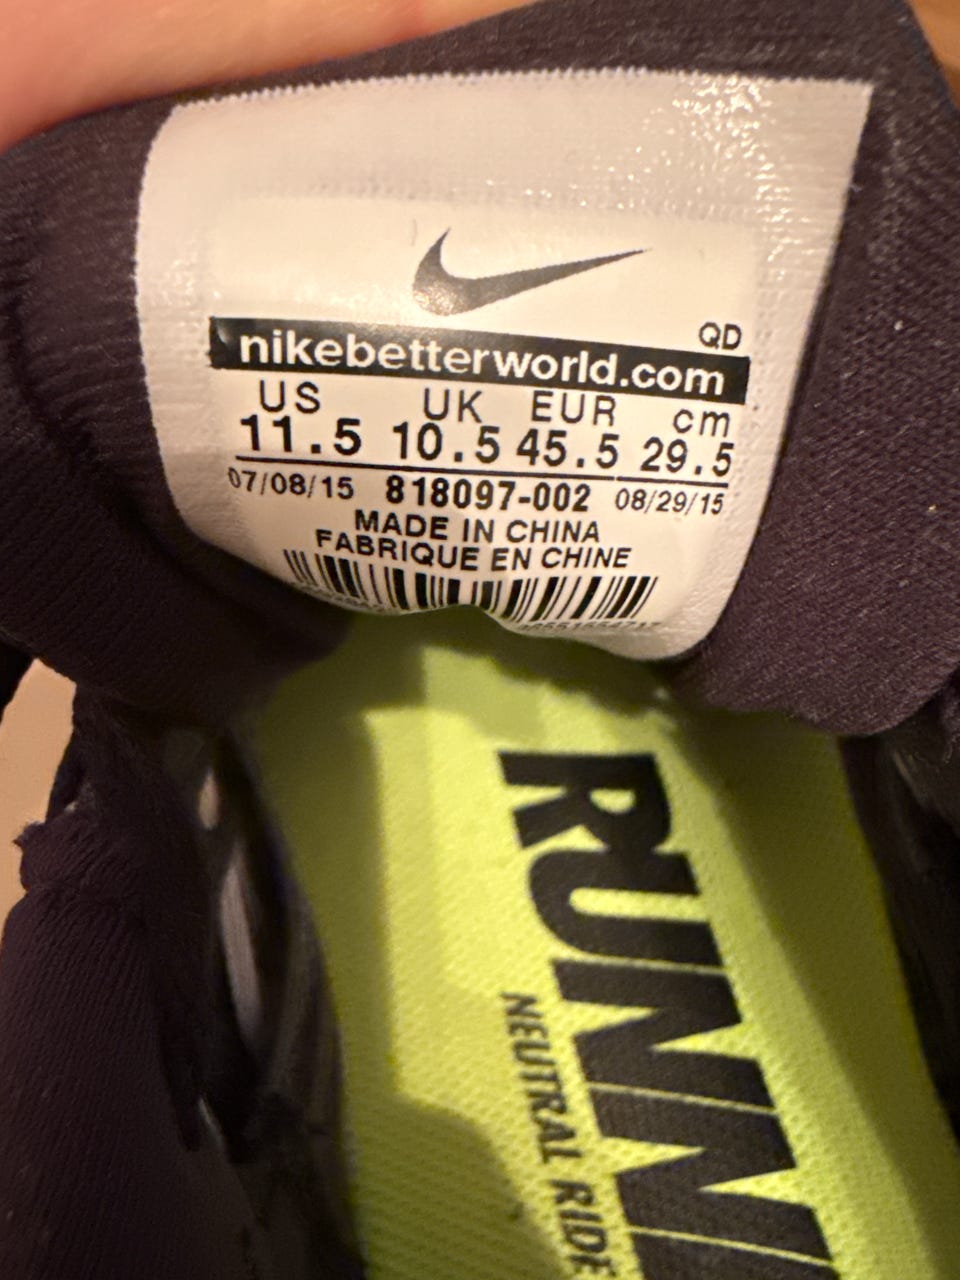 QD
nikebetterworld.com
US UK EUR cm
11.5 10.5 45.5 29.5
07/08/15 818097-002 08/29/15
MADE IN CHINA
FABRIQUE EN CHINE
NEUTRAL RIDE